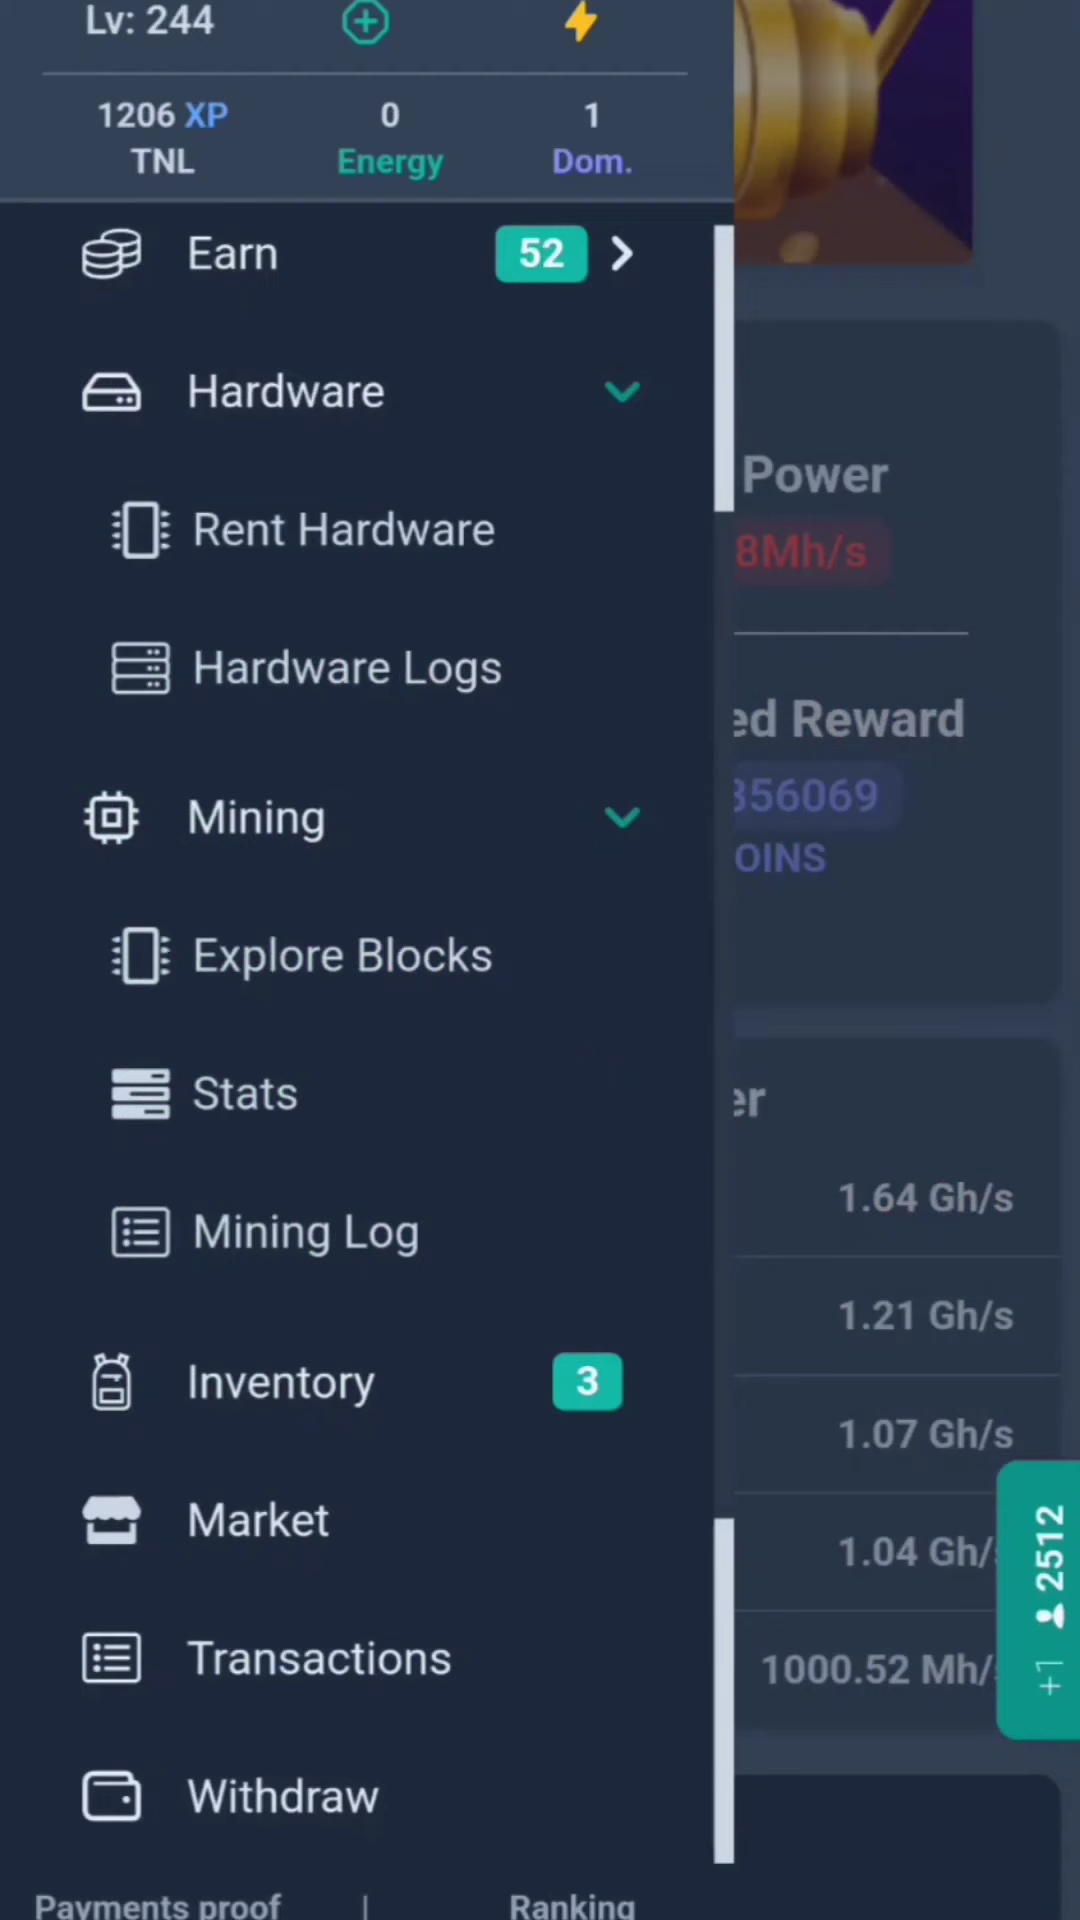 Lv: 244
1206 XP
TNL
0
Energy
1
Dom.
Earn
52
Hardware
Rent Hardware
Hardware Logs
Mining
Explore Blocks
Stats
Mining Log
Inventory
3
Market
Transactions
Withdraw
Payments proof | Ranking
Power
8Mh/s
ed Reward
356069
OINS
er
1.64 Gh/s
1.21 Gh/s
1.07 Gh/s
1.04 Gh/
1000.52 Mh/
+1 2512